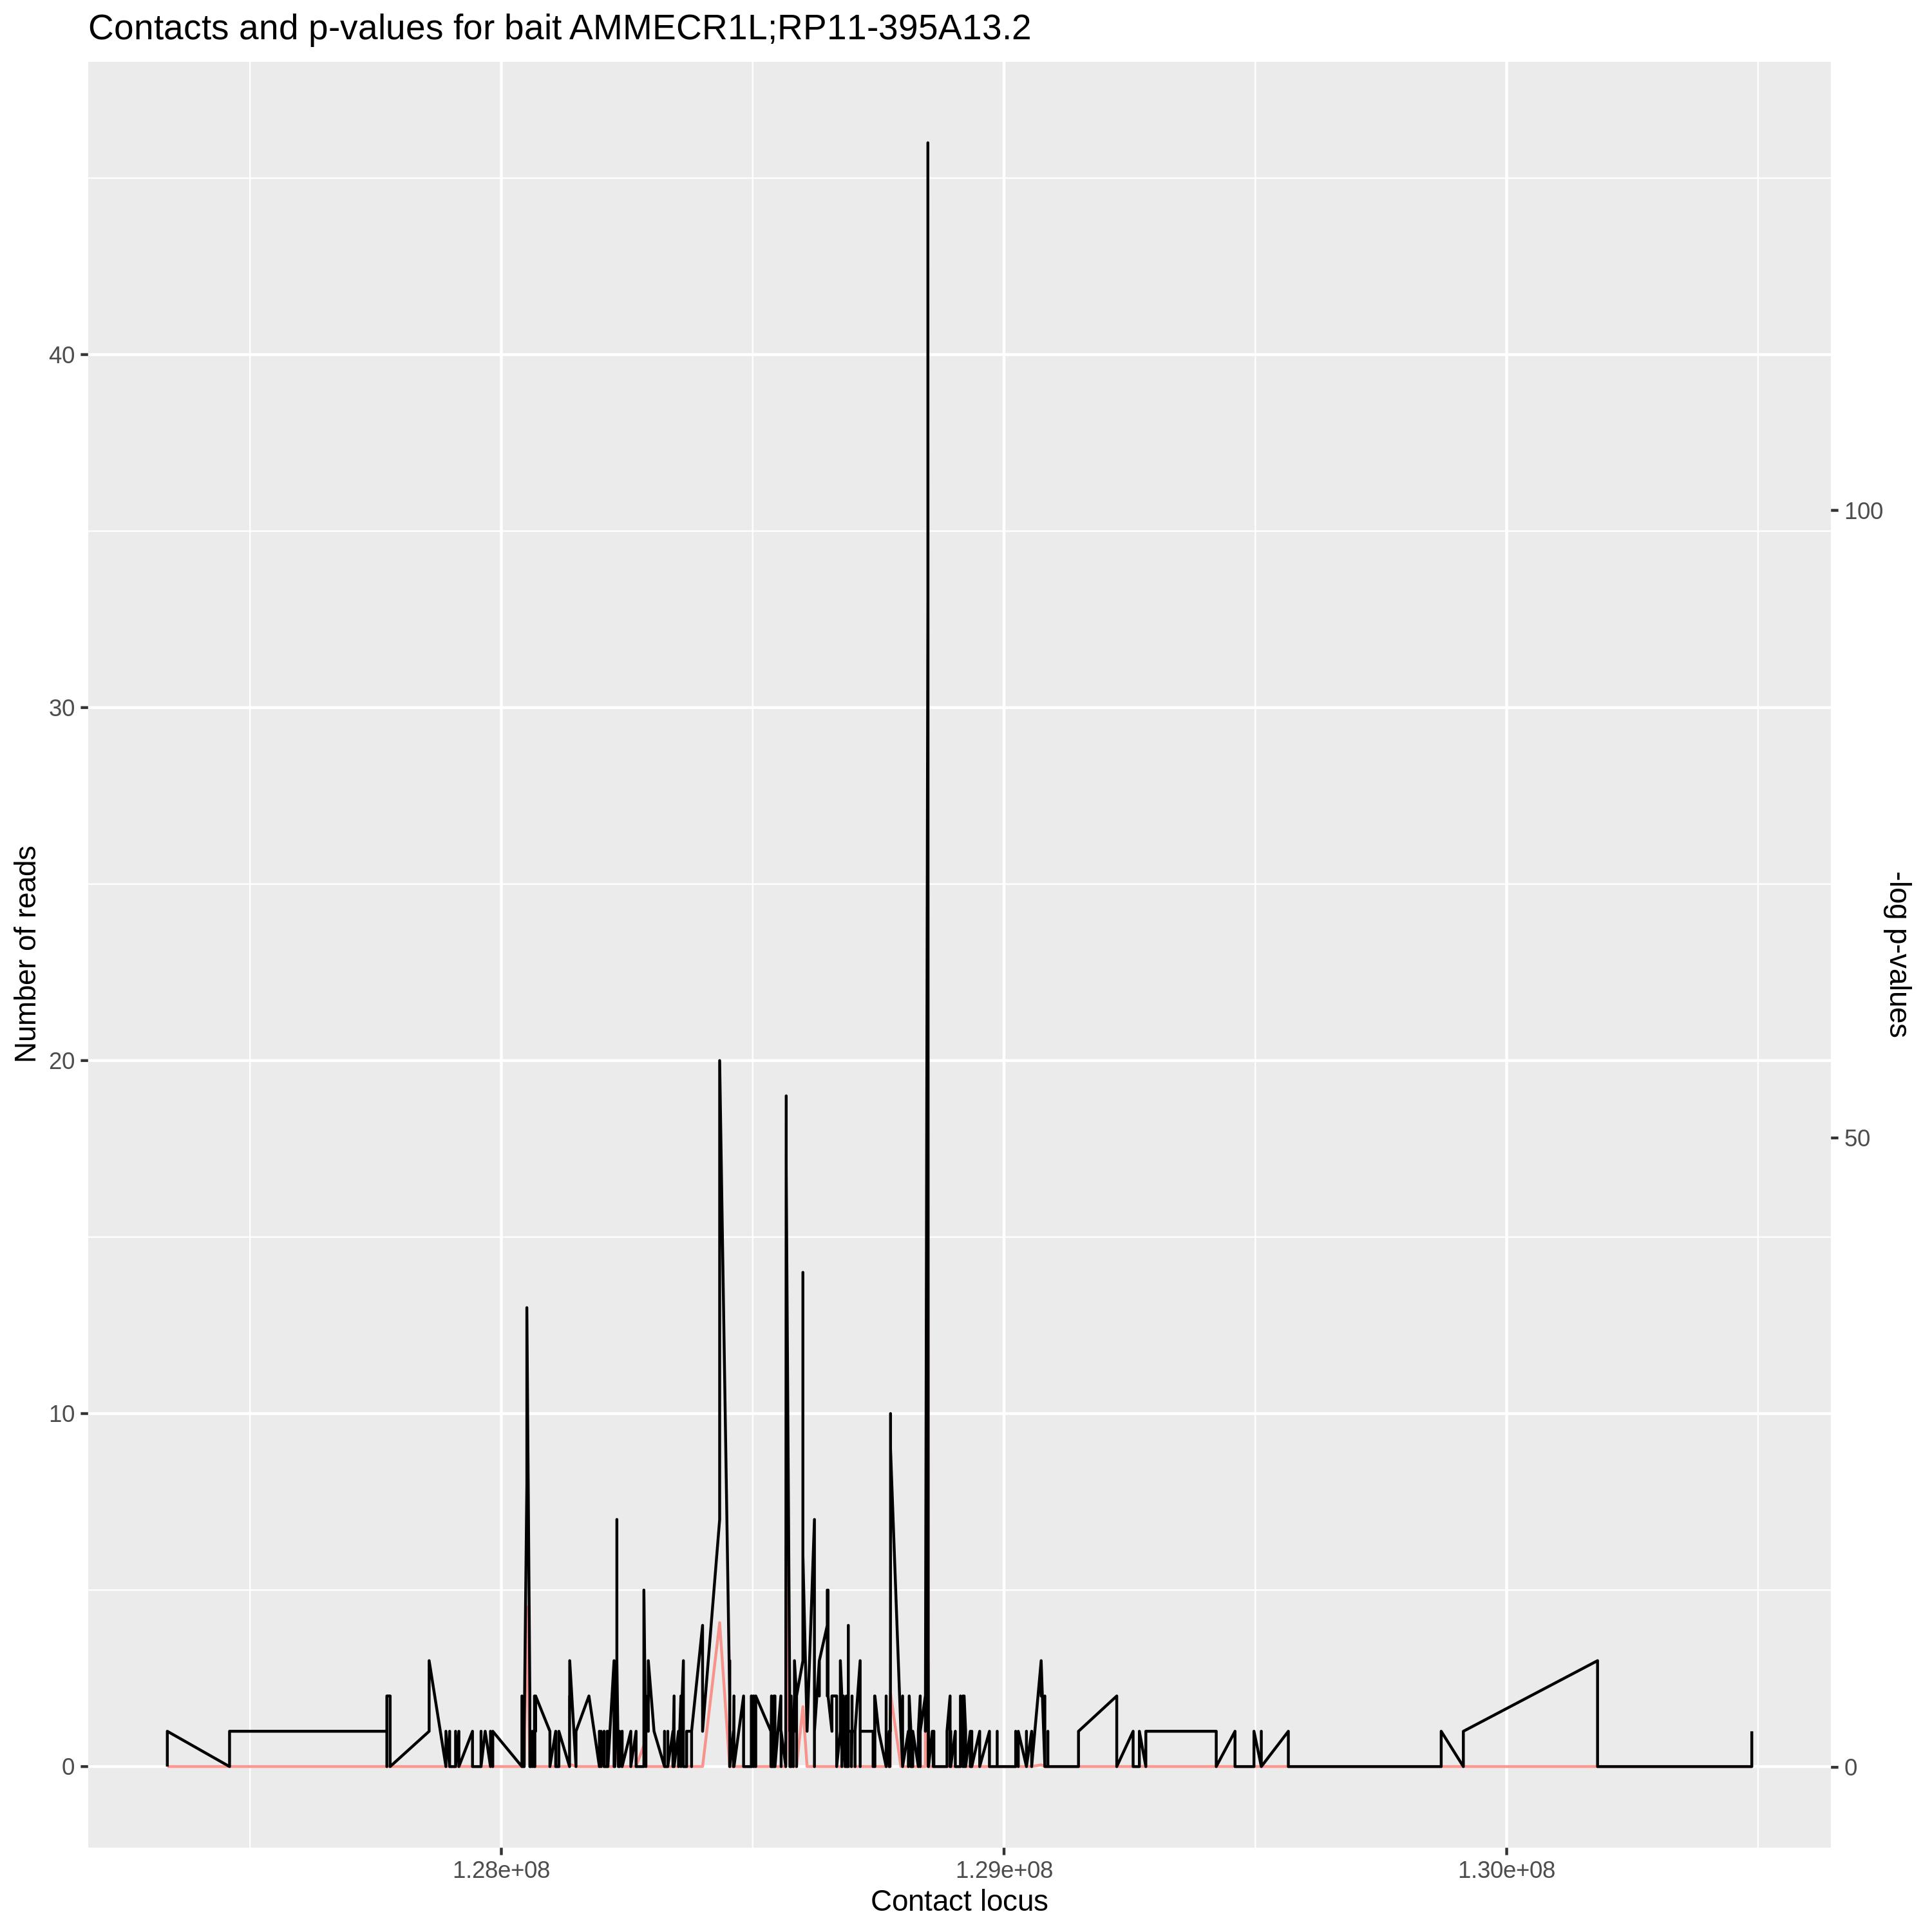 Contacts and p-values for bait AMMECR1L;RP11-395A13.2
Number of reads
40
30
20
10
0
100
50
0
-log p-values
1.28e+08
1.29e+08
1.30e+08
Contact locus